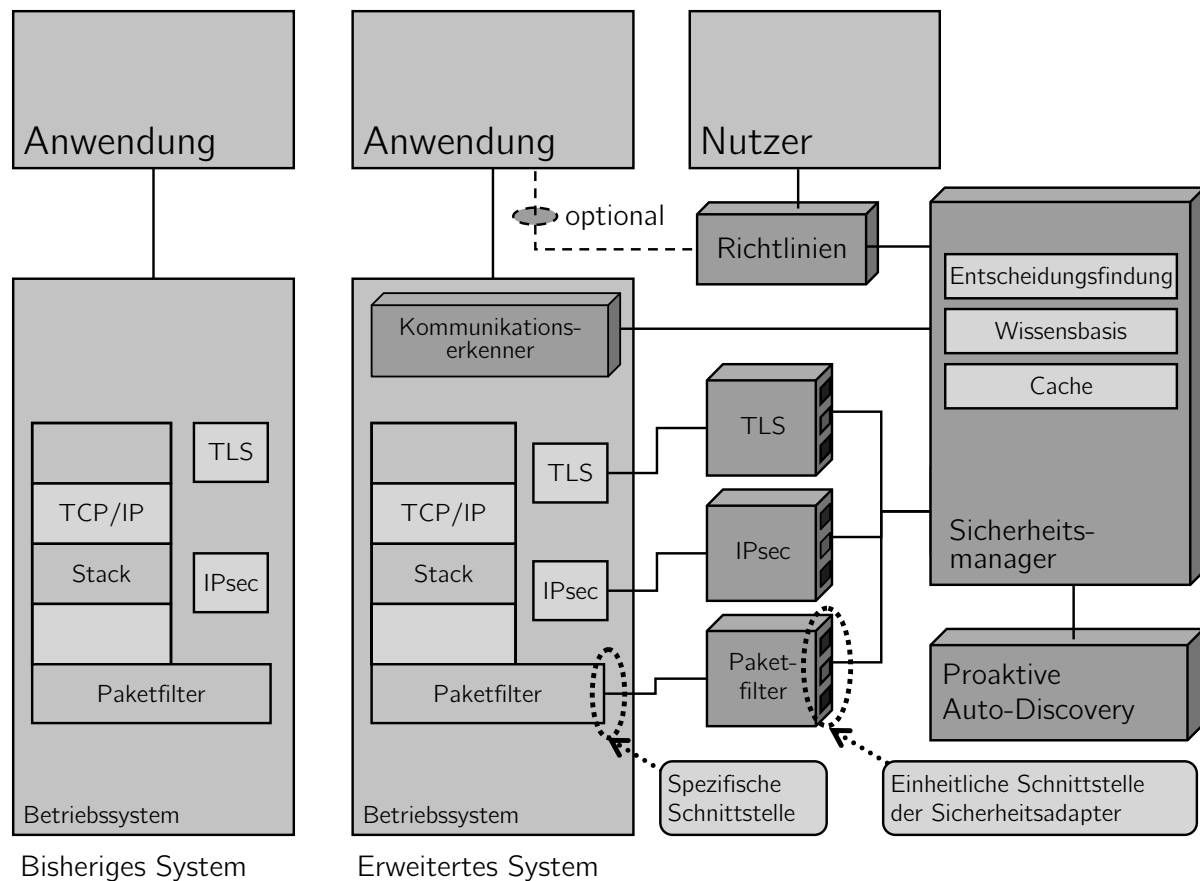 Anwendung
Anwendung
Nutzer
optional
Richtlinien
Entscheidungsfindung
Wissensbasis
Cache
Sicherheits-
manager
Kommunikations-
erkenner
TLS
TCP/IP
Stack
IPsec
Paketfilter
Betriebssystem
TLS
TCP/IP
Stack
IPsec
Paketfilter
Betriebssystem
TLS
IPsec
Paket-
filter
Proaktive
Auto-Discovery
Spezifische
Schnittstelle
Einheitliche Schnittstelle
der Sicherheitsadapter
Bisheriges System
Erweitertes System